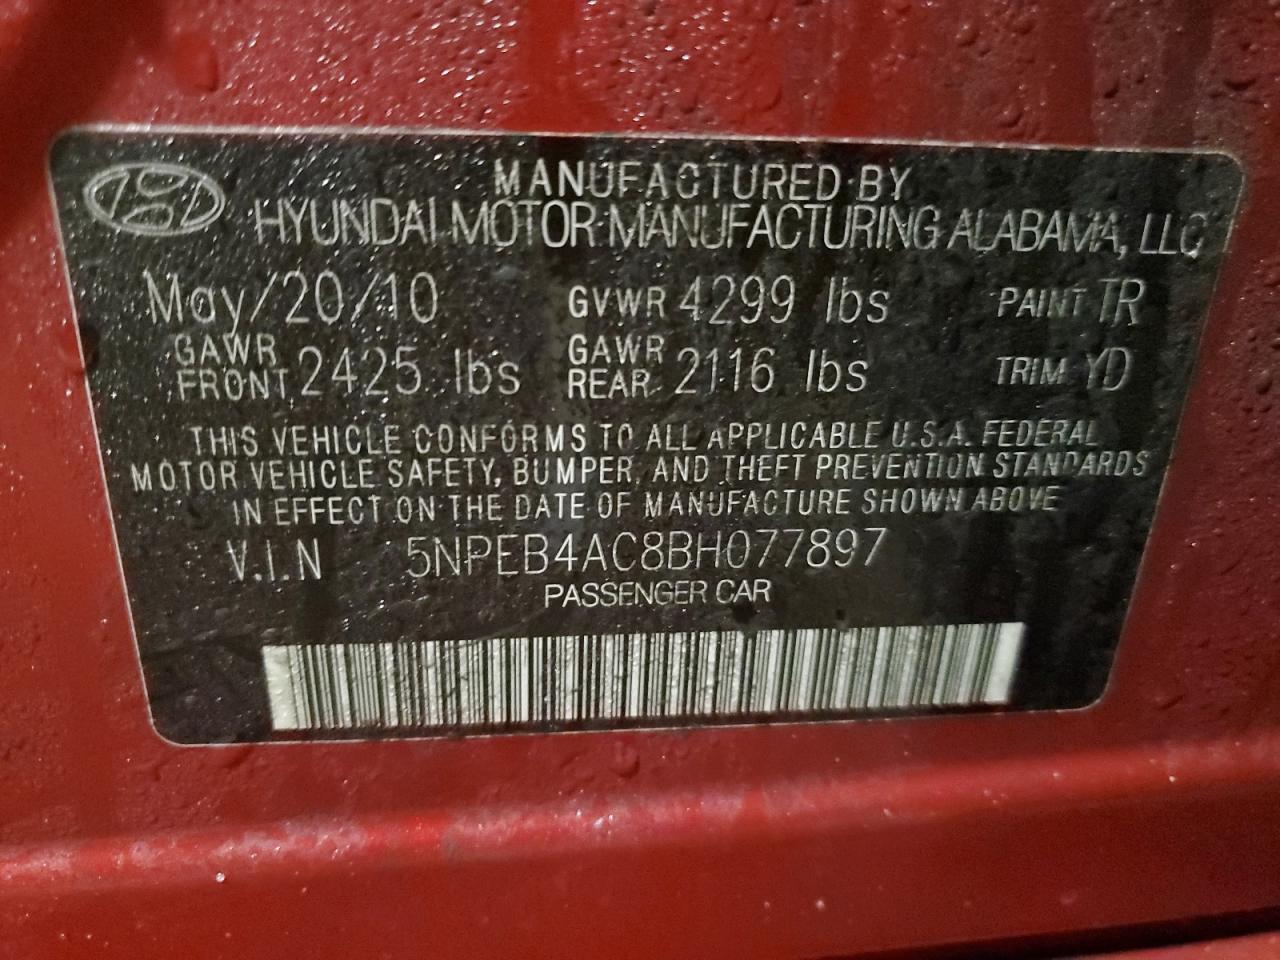 MANUFACTURED BY
HYUNDAI MOTOR MANUFACTURING ALABAMA, LLC
May/20/10 GVWR 4299 lbs PAINT TR
GAWR FRONT 2425 lbs GAWR REAR 2116 lbs TRIM YD
THIS VEHICLE CONFORMS TO ALL APPLICABLE U.S.A. FEDERAL
MOTOR VEHICLE SAFETY, BUMPER, AND THEFT PREVENTION STANDARDS
IN EFFECT ON THE DATE OF MANUFACTURE SHOWN ABOVE
V.I.N 5NPEB4AC8BH077897
PASSENGER CAR